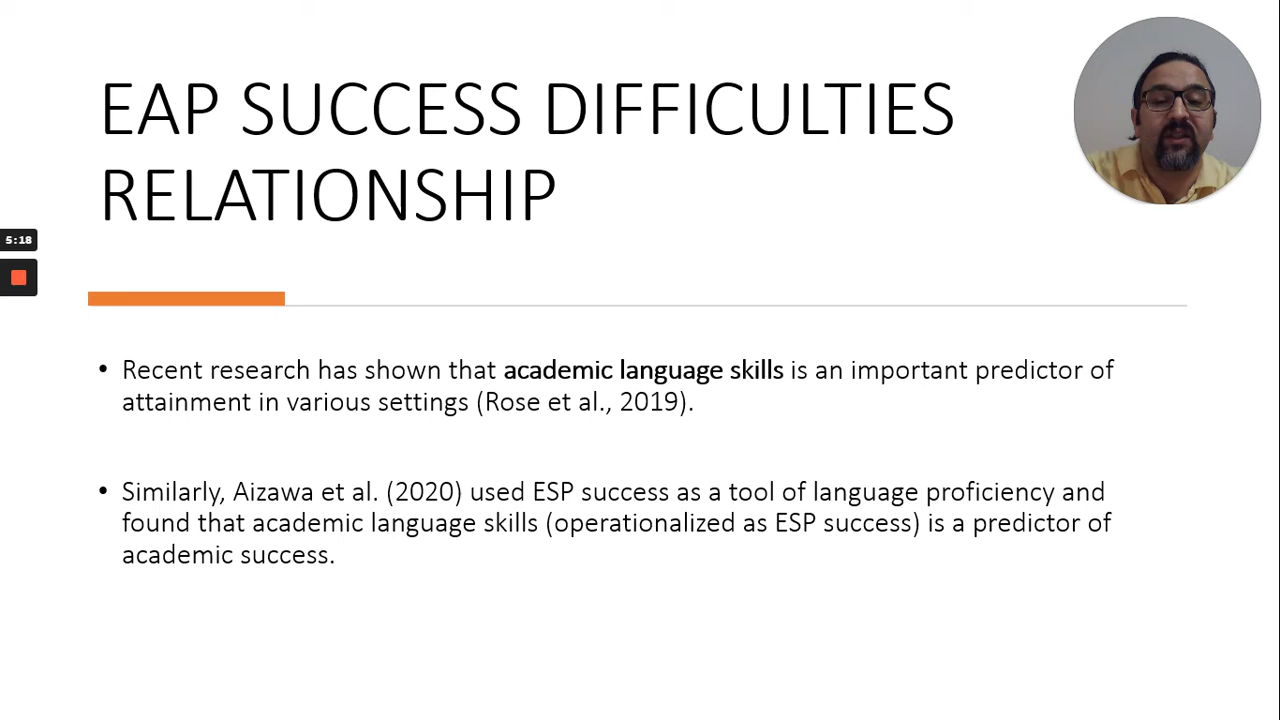 EAP SUCCESS DIFFICULTIES
RELATIONSHIP
5:18
• Recent research has shown that academic language skills is an important predictor of
attainment in various settings (Rose et al., 2019).
• Similarly, Aizawa et al. (2020) used ESP success as a tool of language proficiency and
found that academic language skills (operationalized as ESP success) is a predictor of
academic success.